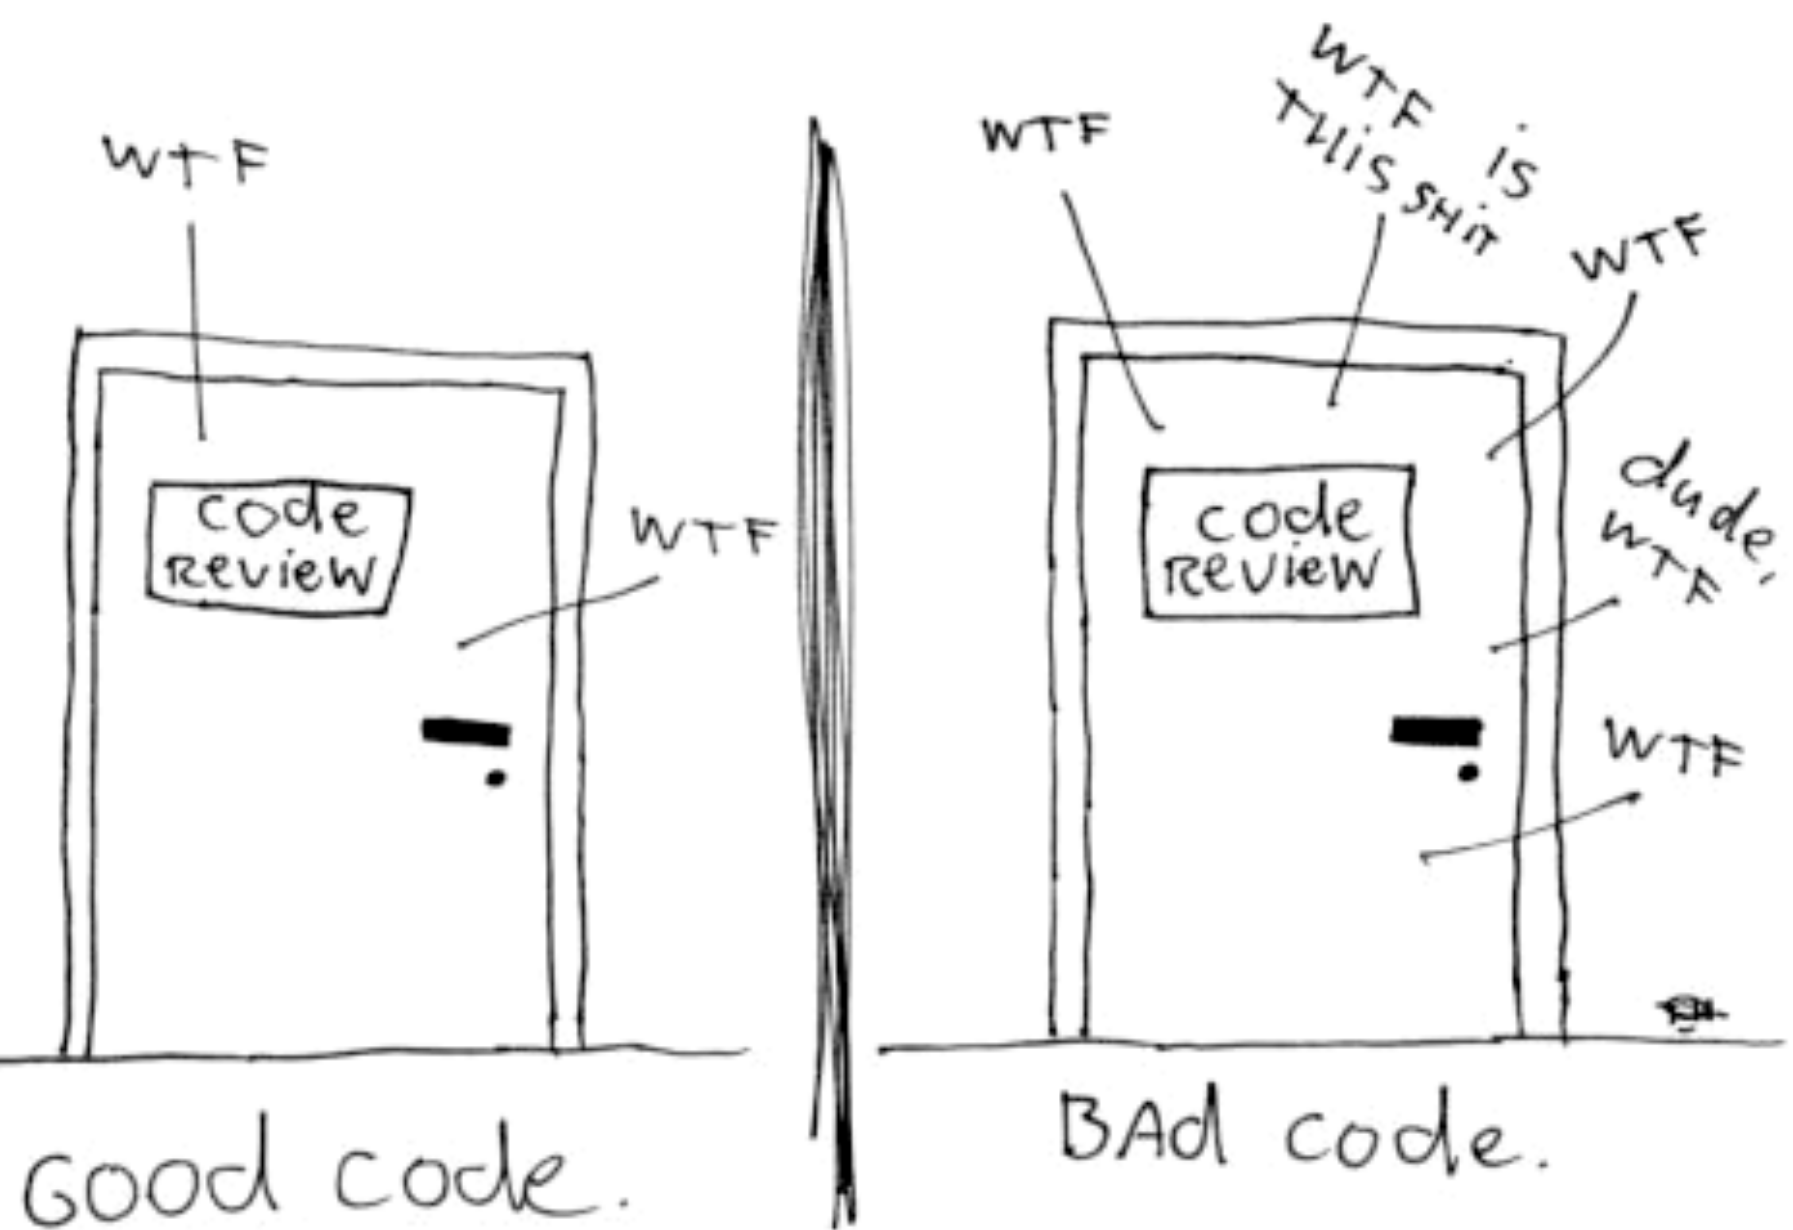 WTF
code
Review
WTF
Good code.
WTF
WTF is
THis sHiT
WTF
code
Review
dude,
WTF
WTF
BAd code.